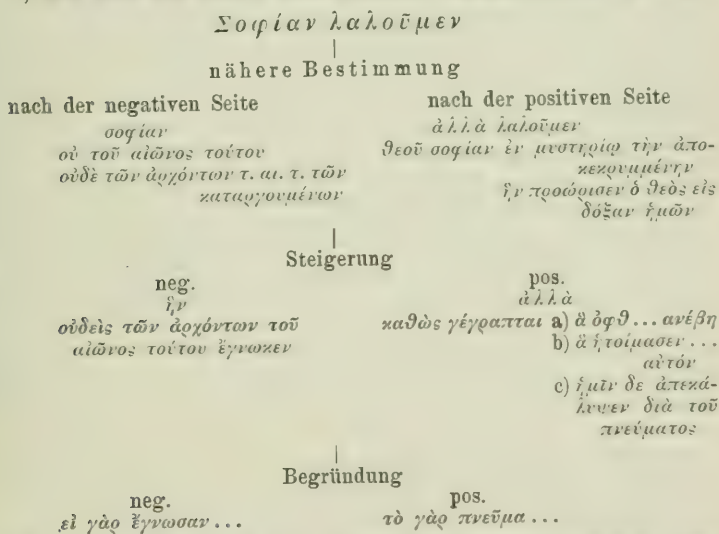 Σοφίαν λαλοῦμεν
nähere Bestimmung
nach der negativen Seite
σοφίαν
οὐ τοῦ αἰῶνος τούτου
οὐδὲ τῶν ἀρχόντων τ. αι. τ. τῶν
καταργουμένων
nach der positiven Seite
ἀλλὰ λαλοῦμεν
θεοῦ σοφίαν ἐν μυστηρίῳ τὴν ἀπο-
κεκρυμμένην
ἣν προώρισεν ὁ θεὸς εἰς
δόξαν ἡμῶν
Steigerung
neg.
ἣν
οὐδεὶς τῶν ἀρχόντων τοῦ
αἰῶνος τούτου ἔγνωκεν
pos.
ἀλλὰ
καθὼς γέγραπται a) ἃ ὀφθ... ανέβη
b) ἃ ἡτοίμασεν...
αὐτόν
c) ἡμῖν δε ἀπεκά-
λυψεν διὰ τοῦ
πνεύματος
Begründung
neg.
εἰ γὰρ ἔγνωσαν...
pos.
τὸ γὰρ πνεῦμα...